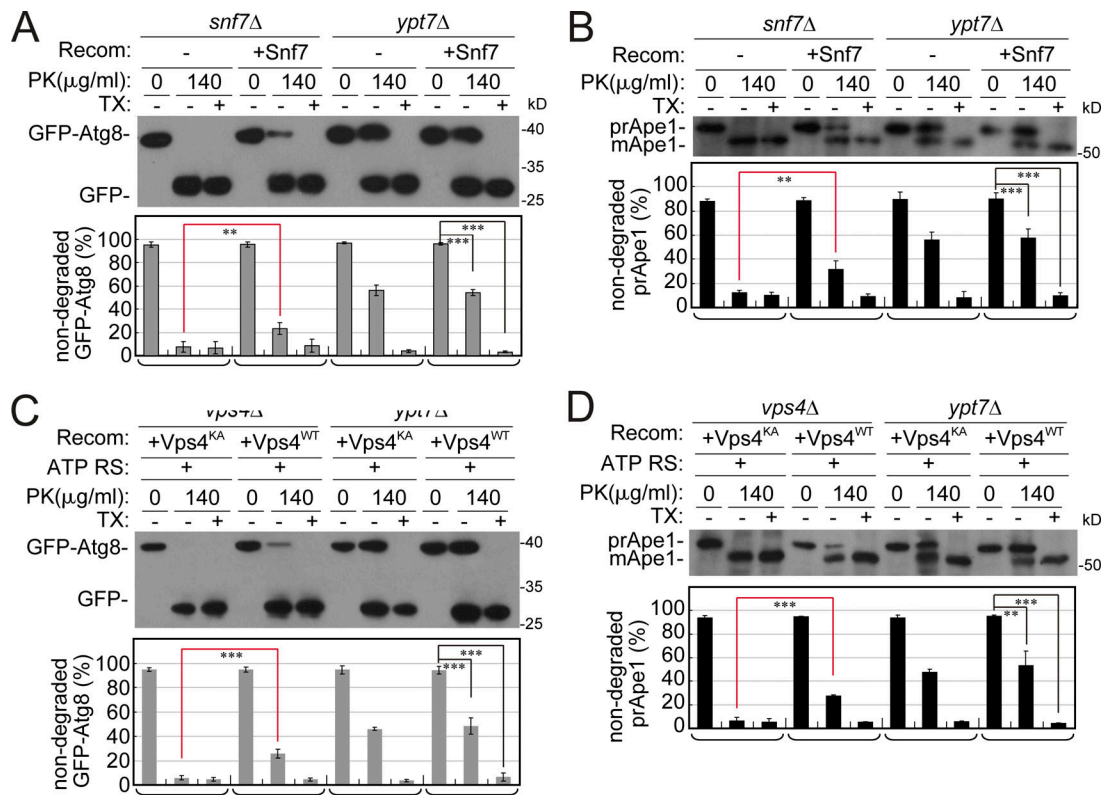 A
snf7Δ ypt7Δ
Recom: - +Snf7 - +Snf7
PK(μg/ml): 0 140 0 140 0 140 0 140
TX: - - + - - + - - + - - + kD
GFP-Atg8- -40
-35
GFP- -25
non-degraded GFP-Atg8 (%)
100
80
60
40
20
0
** *** ***
B
snf7Δ ypt7Δ
Recom: - +Snf7 - +Snf7
PK(μg/ml): 0 140 0 140 0 140 0 140
TX: - - + - - + - - + - - + kD
prApe1-
mApe1- -50
non-degraded prApe1 (%)
100
80
60
40
20
0
** *** ***
C
vps4Δ ypt7Δ
Recom: +Vps4KA +Vps4WT +Vps4KA +Vps4WT
ATP RS: + + + +
PK(μg/ml): 0 140 0 140 0 140 0 140
TX: - - + - - + - - + - - + kD
GFP-Atg8- -40
-35
GFP- -25
non-degraded GFP-Atg8 (%)
100
80
60
40
20
0
*** *** ***
D
vps4Δ ypt7Δ
Recom: +Vps4KA +Vps4WT +Vps4KA +Vps4WT
ATP RS: + + + +
PK(μg/ml): 0 140 0 140 0 140 0 140
TX: - - + - - + - - + - - + kD
prApe1-
mApe1- -50
non-degraded prApe1 (%)
100
80
60
40
20
0
*** *** **